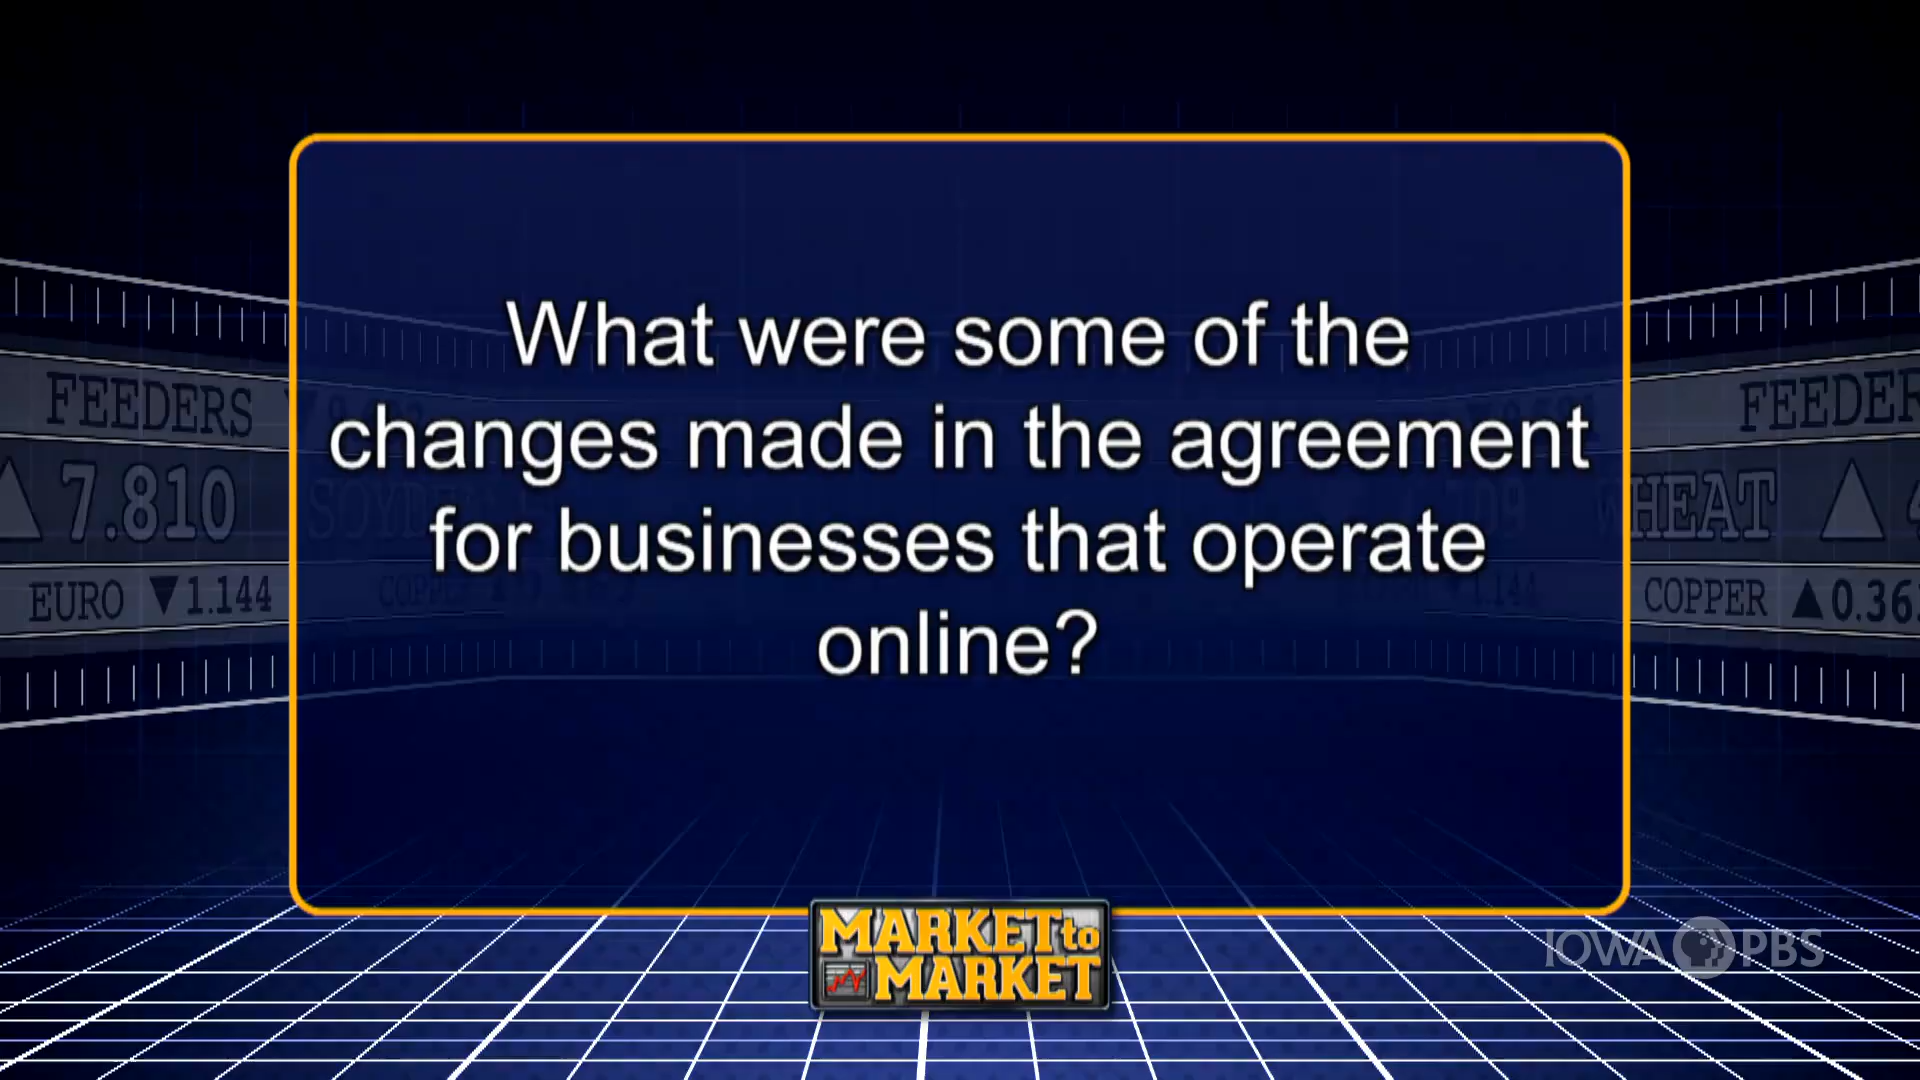 What were some of the
changes made in the agreement
for businesses that operate
online?
FEEDERS
7.810
EURO ▼1.144
FEEDER
WHEAT ▲
COPPER ▲0.36
MARKET to
MARKET
IOWA PBS